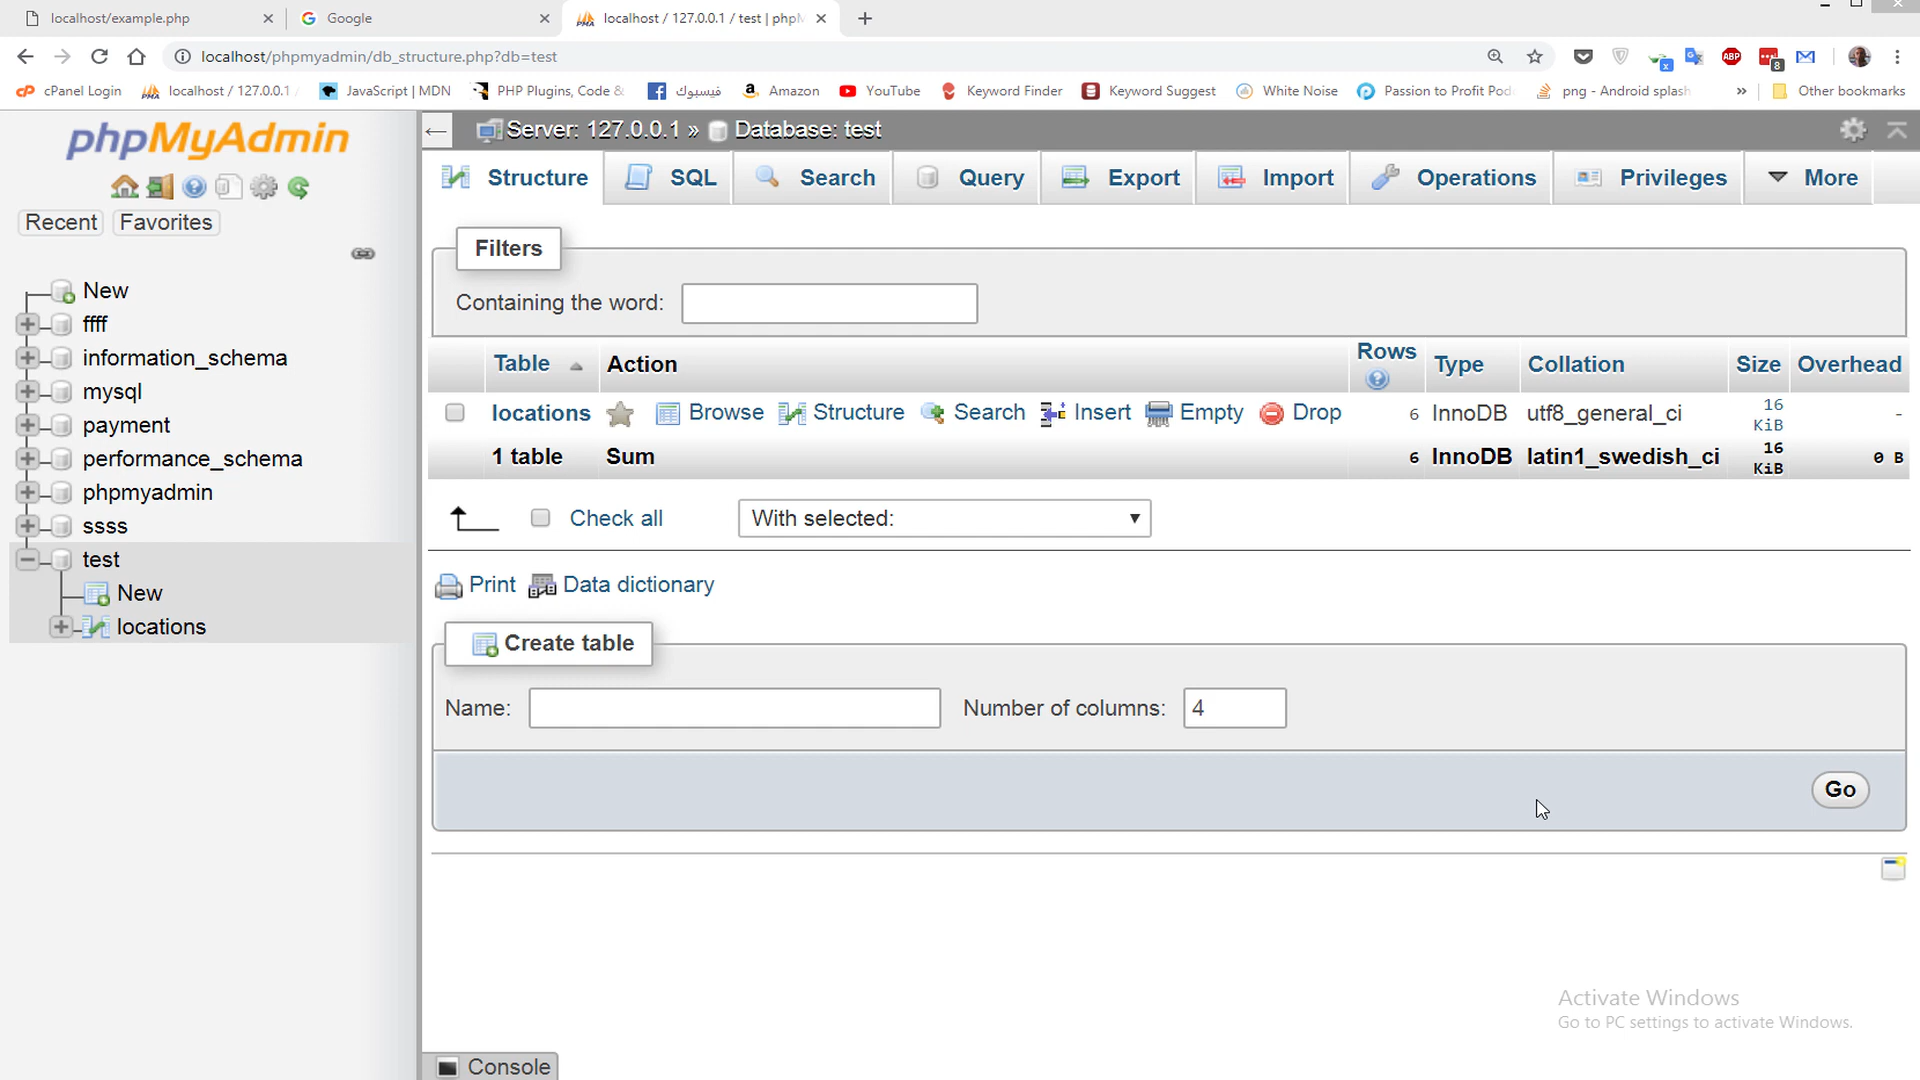 localhost/example.php
Google
localhost / 127.0.0.1 / test | phpM
localhost/phpmyadmin/db_structure.php?db=test
ABP
8
x
cPanel Login
localhost / 127.0.0.1
JavaScript | MDN
PHP Plugins, Code &
فيسبوك
Amazon
YouTube
Keyword Finder
Keyword Suggest
White Noise
Passion to Profit Pod
png - Android splash
»
Other bookmarks
phpMyAdmin
Recent Favorites
New
ffff
information_schema
mysql
payment
performance_schema
phpmyadmin
ssss
test
New
locations
Server: 127.0.0.1 » Database: test
Structure SQL Search Query Export Import Operations Privileges More
Filters
Containing the word:
Table Action Rows Type Collation Size Overhead
locations Browse Structure Search Insert Empty Drop 6 InnoDB utf8_general_ci 16 KiB -
1 table Sum 6 InnoDB latin1_swedish_ci 16 KiB 0 B
Check all With selected:
Print Data dictionary
Create table
Name: Number of columns: 4
Go
Activate Windows
Go to PC settings to activate Windows.
Console